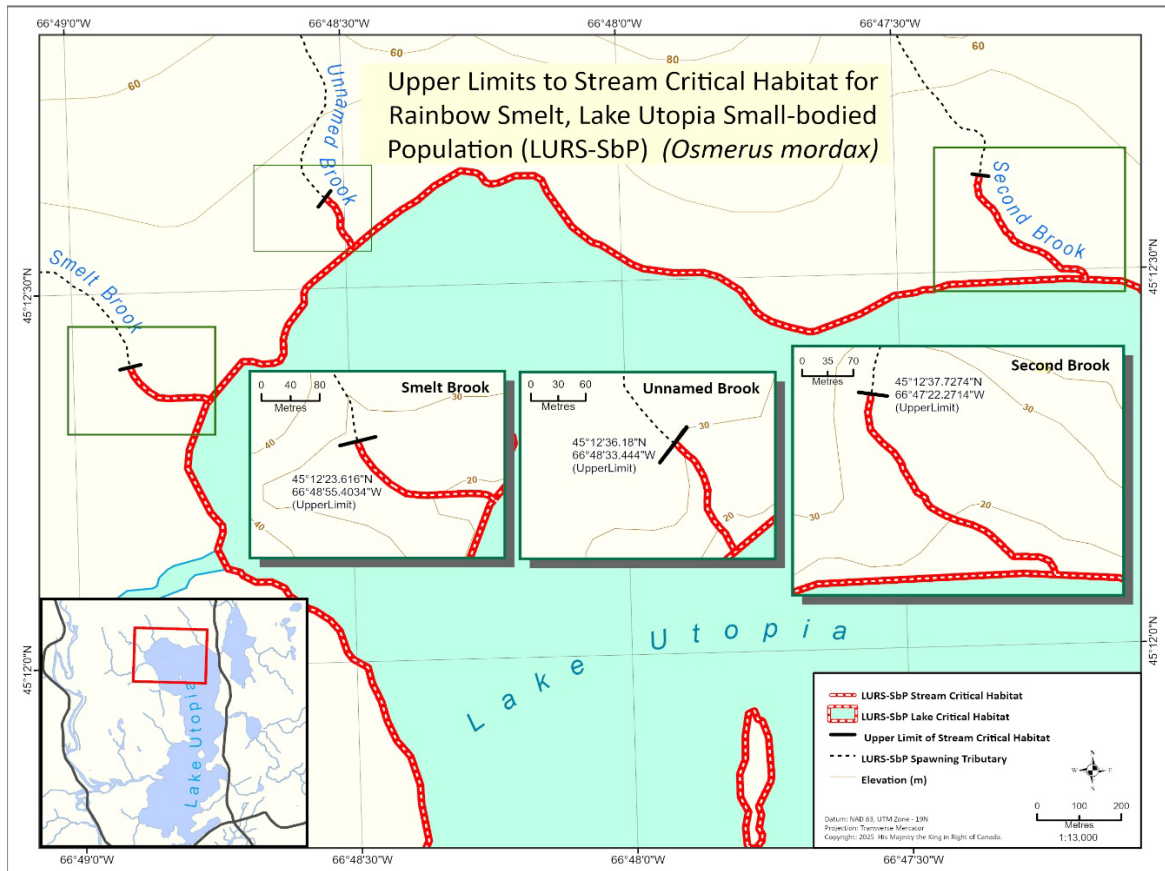 66°49'0"W
66°48'30"W
66°48'0"W
66°47'30"W
60
60
80
60
Upper Limits to Stream Critical Habitat for
Rainbow Smelt, Lake Utopia Small-bodied
Population (LURS-SbP) (Osmerus mordax)
Unnamed Brook
Second Brook
Smelt Brook
45°12'30"N
45°12'30"N
0 40 80
Metres
Smelt Brook
30
40
20
40
45°12'23.616"N
66°48'55.4034"W
(UpperLimit)
0 30 60
Metres
Unnamed Brook
30
20
45°12'36.18"N
66°48'33.444"W
(UpperLimit)
0 35 70
Metres
Second Brook
45°12'37.7274"N
66°47'22.2714"W
(UpperLimit)
30
30
20
Lake Utopia
45°12'0"N
45°12'0"N
Lake Utopia
LURS-SbP Stream Critical Habitat
LURS-SbP Lake Critical Habitat
Upper Limit of Stream Critical Habitat
LURS-SbP Spawning Tributary
Elevation (m)
N
W E
S
0 100 200
Metres
1:13,000
Datum: NAD 83, UTM Zone - 19N
Projection: Transverse Mercator
Copyright: 2025 His Majesty the King in Right of Canada.
66°49'0"W
66°48'30"W
66°48'0"W
66°47'30"W